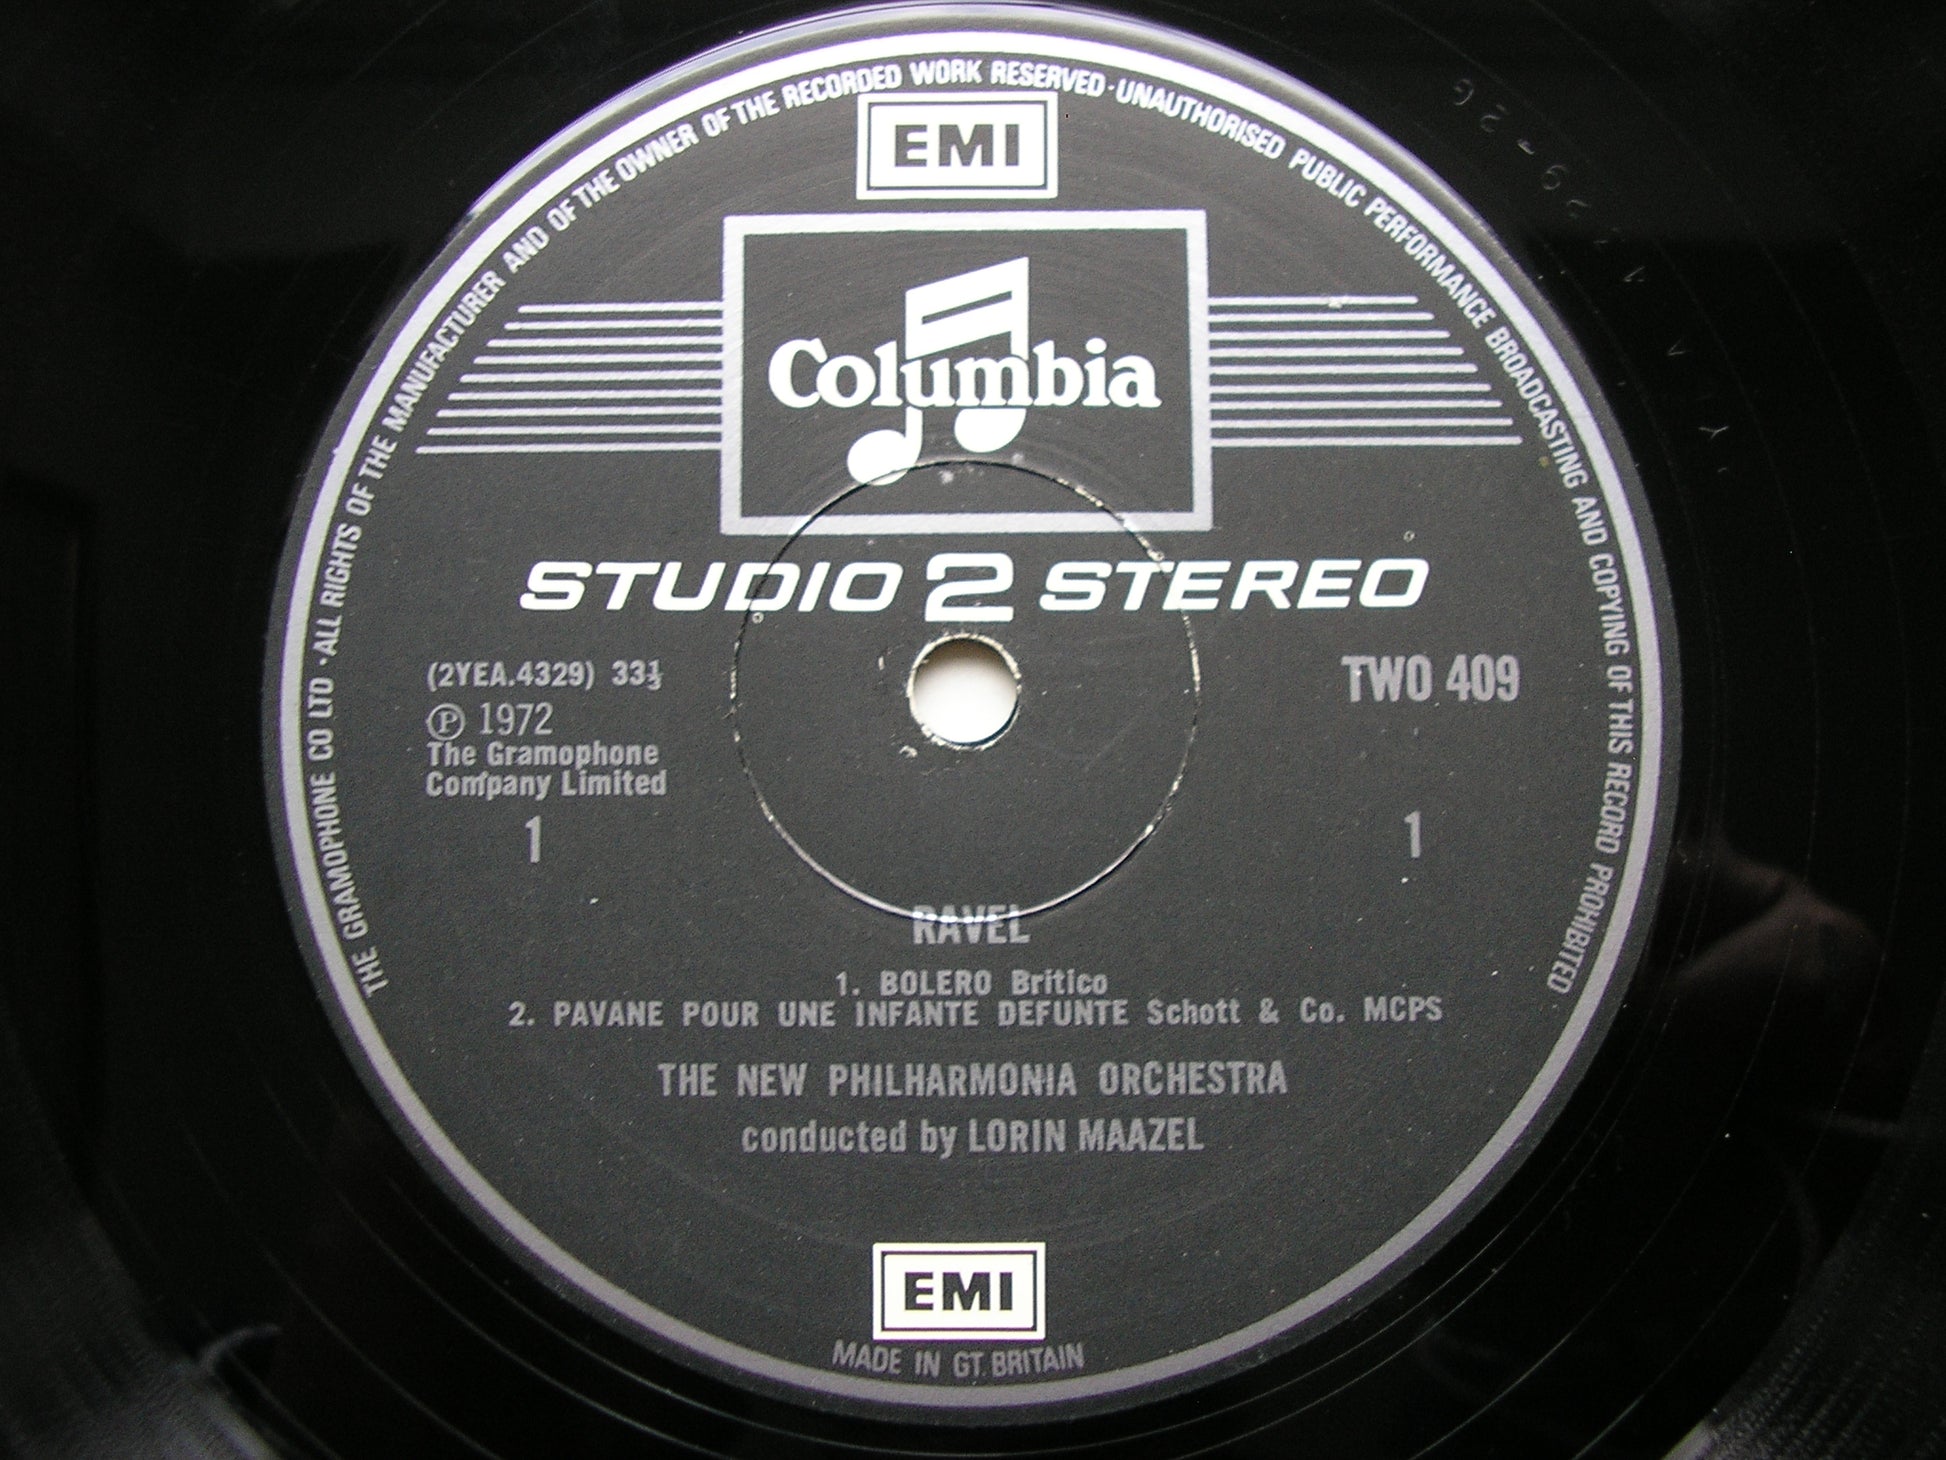 THE GRAMOPHONE CO LTD · ALL RIGHTS OF THE MANUFACTURER AND OF THE OWNER OF THE RECORDED WORK RESERVED · UNAUTHORISED PUBLIC PERFORMANCE BROADCASTING AND COPYING OF THIS RECORD PROHIBITED
EMI
Columbia
STUDIO 2 STEREO
(2YEA.4329) 33⅓
TWO 409
Ⓟ 1972
The Gramophone
Company Limited
1
1
RAVEL
1. BOLERO Britico
2. PAVANE POUR UNE INFANTE DEFUNTE Schott & Co. MCPS
THE NEW PHILHARMONIA ORCHESTRA
conducted by LORIN MAAZEL
EMI
MADE IN GT. BRITAIN